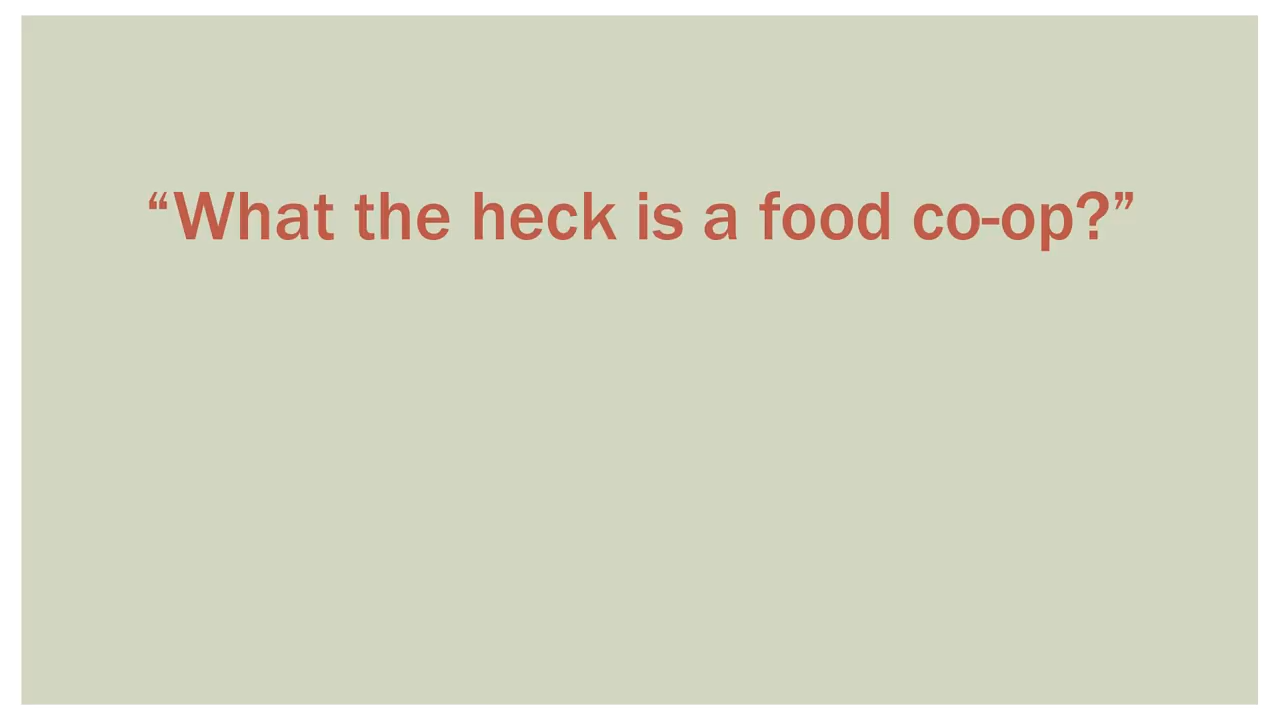 “What the heck is a food co-op?”